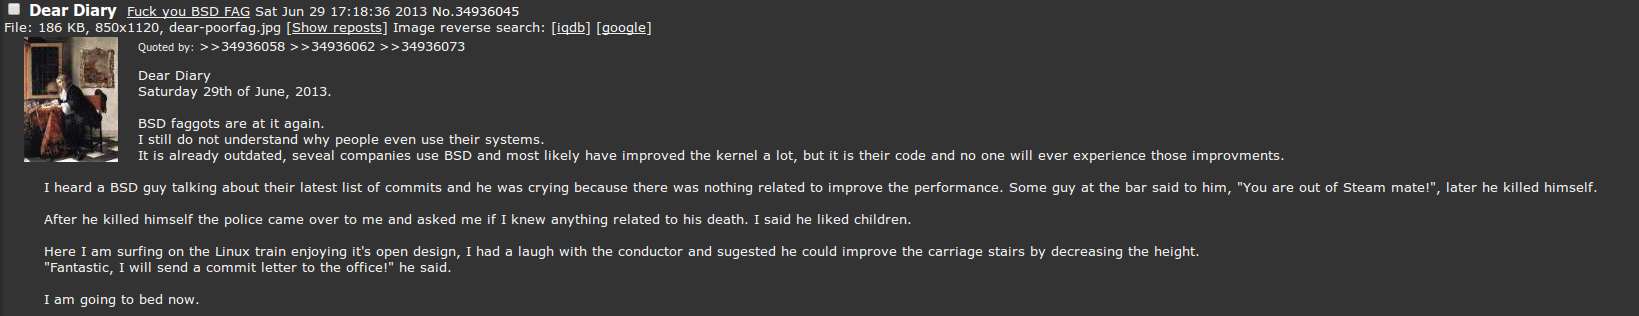 Dear Diary Fuck you BSD FAG Sat Jun 29 17:18:36 2013 No.34936045
File: 186 KB, 850x1120, dear-poorfag.jpg [Show reposts] Image reverse search: [iqdb] [google]
Quoted by: >>34936058 >>34936062 >>34936073
Dear Diary
Saturday 29th of June, 2013.
BSD faggots are at it again.
I still do not understand why people even use their systems.
It is already outdated, seveal companies use BSD and most likely have improved the kernel a lot, but it is their code and no one will ever experience those improvments.
I heard a BSD guy talking about their latest list of commits and he was crying because there was nothing related to improve the performance. Some guy at the bar said to him, "You are out of Steam mate!", later he killed himself.
After he killed himself the police came over to me and asked me if I knew anything related to his death. I said he liked children.
Here I am surfing on the Linux train enjoying it's open design, I had a laugh with the conductor and sugested he could improve the carriage stairs by decreasing the height.
"Fantastic, I will send a commit letter to the office!" he said.
I am going to bed now.